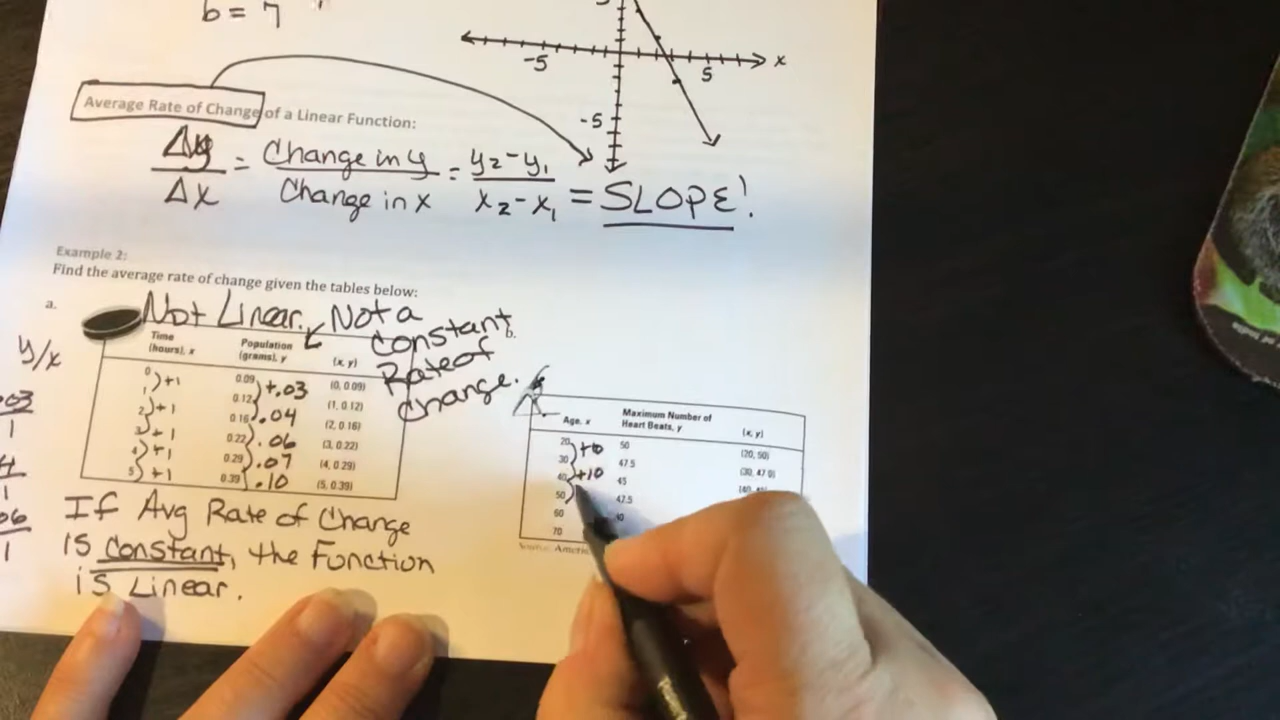 b = 7
-5
5
x
-5
Average Rate of Change of a Linear Function:
Δy/Δx = Change in y/Change in x = y2-y1/x2-x1 = SLOPE!
Example 2:
Find the average rate of change given the tables below:
a.
Not Linear. Not a
Constant
Rate of
Change.
y/x
.03
1
1
06
1
Time (hours), x Population (grams), y (x, y)
0 0.09 (0, 0.09)
1 0.12 (1, 0.12)
2 0.16 (2, 0.16)
3 0.22 (3, 0.22)
4 0.29 (4, 0.29)
5 0.39 (5, 0.39)
+1
+1
+1
+1
+1
+.03
.04
.06
.07
.10
If Avg Rate of Change
is constant, the Function
is Linear.
b.
Age, x Maximum Number of Heart Beats, y (x, y)
20 50 (20, 50)
30 47.5
40 45
50 47.5
60
70
+10
+10